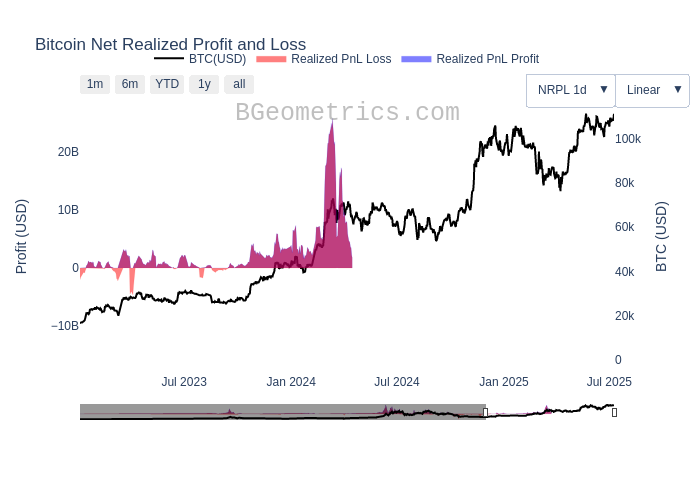 Bitcoin Net Realized Profit and Loss
BTC(USD) Realized PnL Loss Realized PnL Profit
1m 6m YTD 1y all NRPL 1d ▼ Linear ▼
BGeometrics.com
20B
10B
0
−10B
Profit (USD)
100k
80k
60k
40k
20k
0
BTC (USD)
Jul 2023 Jan 2024 Jul 2024 Jan 2025 Jul 2025